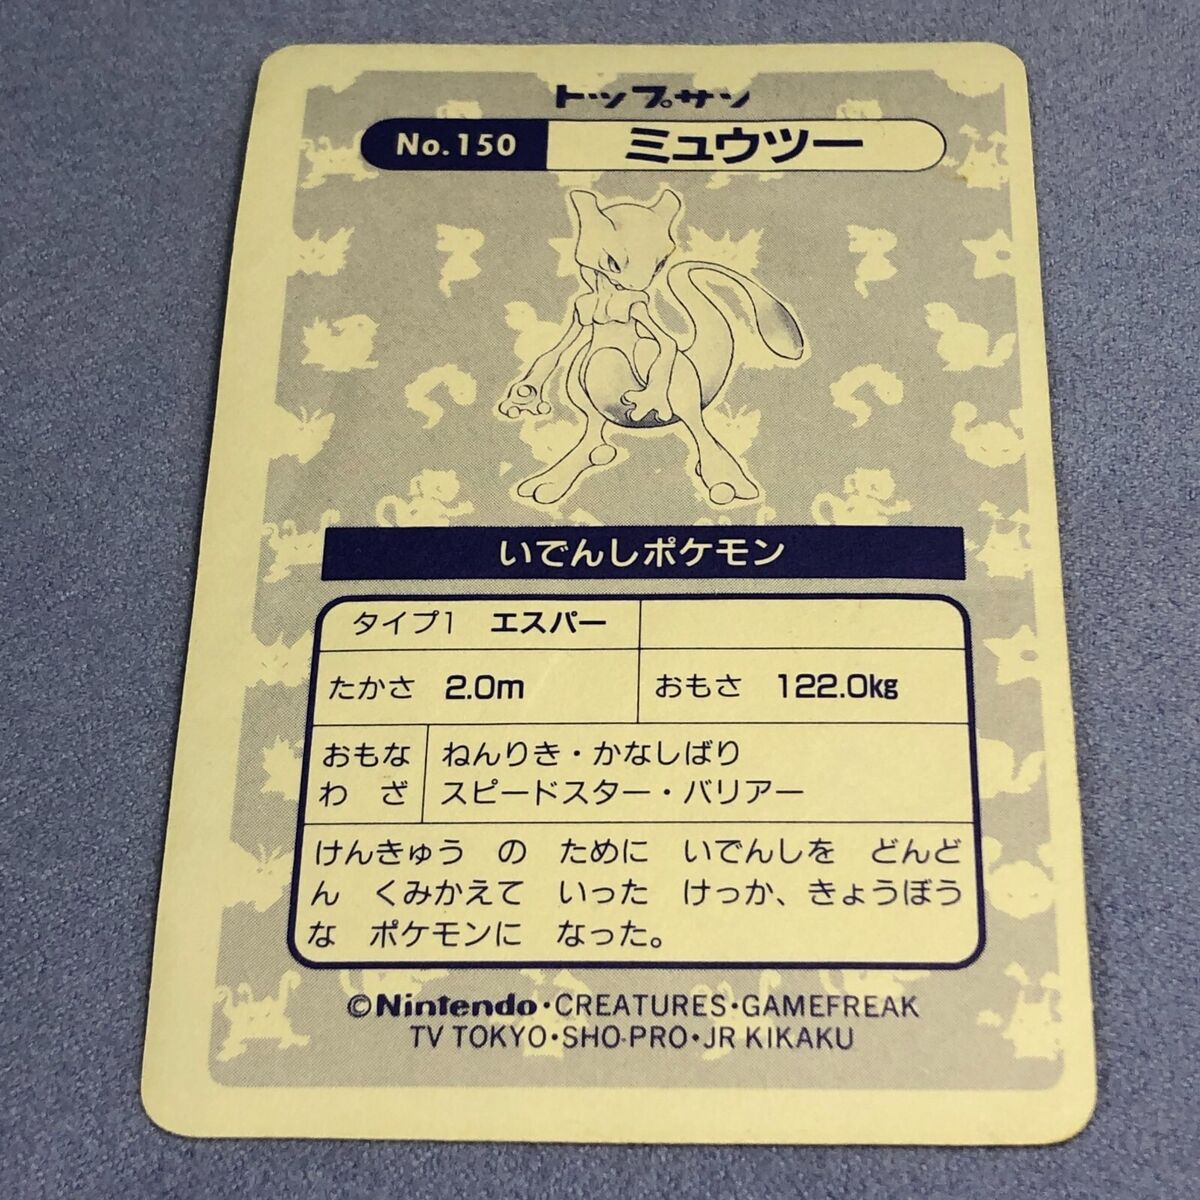 トップサン
No.150 ミュウツー
いでんしポケモン
タイプ1 エスパー
たかさ 2.0m おもさ 122.0kg
おもな ねんりき・かなしばり
わ ざ スピードスター・バリアー
けんきゅう の ために いでんしを どんど
ん くみかえて いった けっか、きょうぼう
な ポケモンに なった。
©Nintendo・CREATURES・GAMEFREAK
TV TOKYO・SHO-PRO・JR KIKAKU